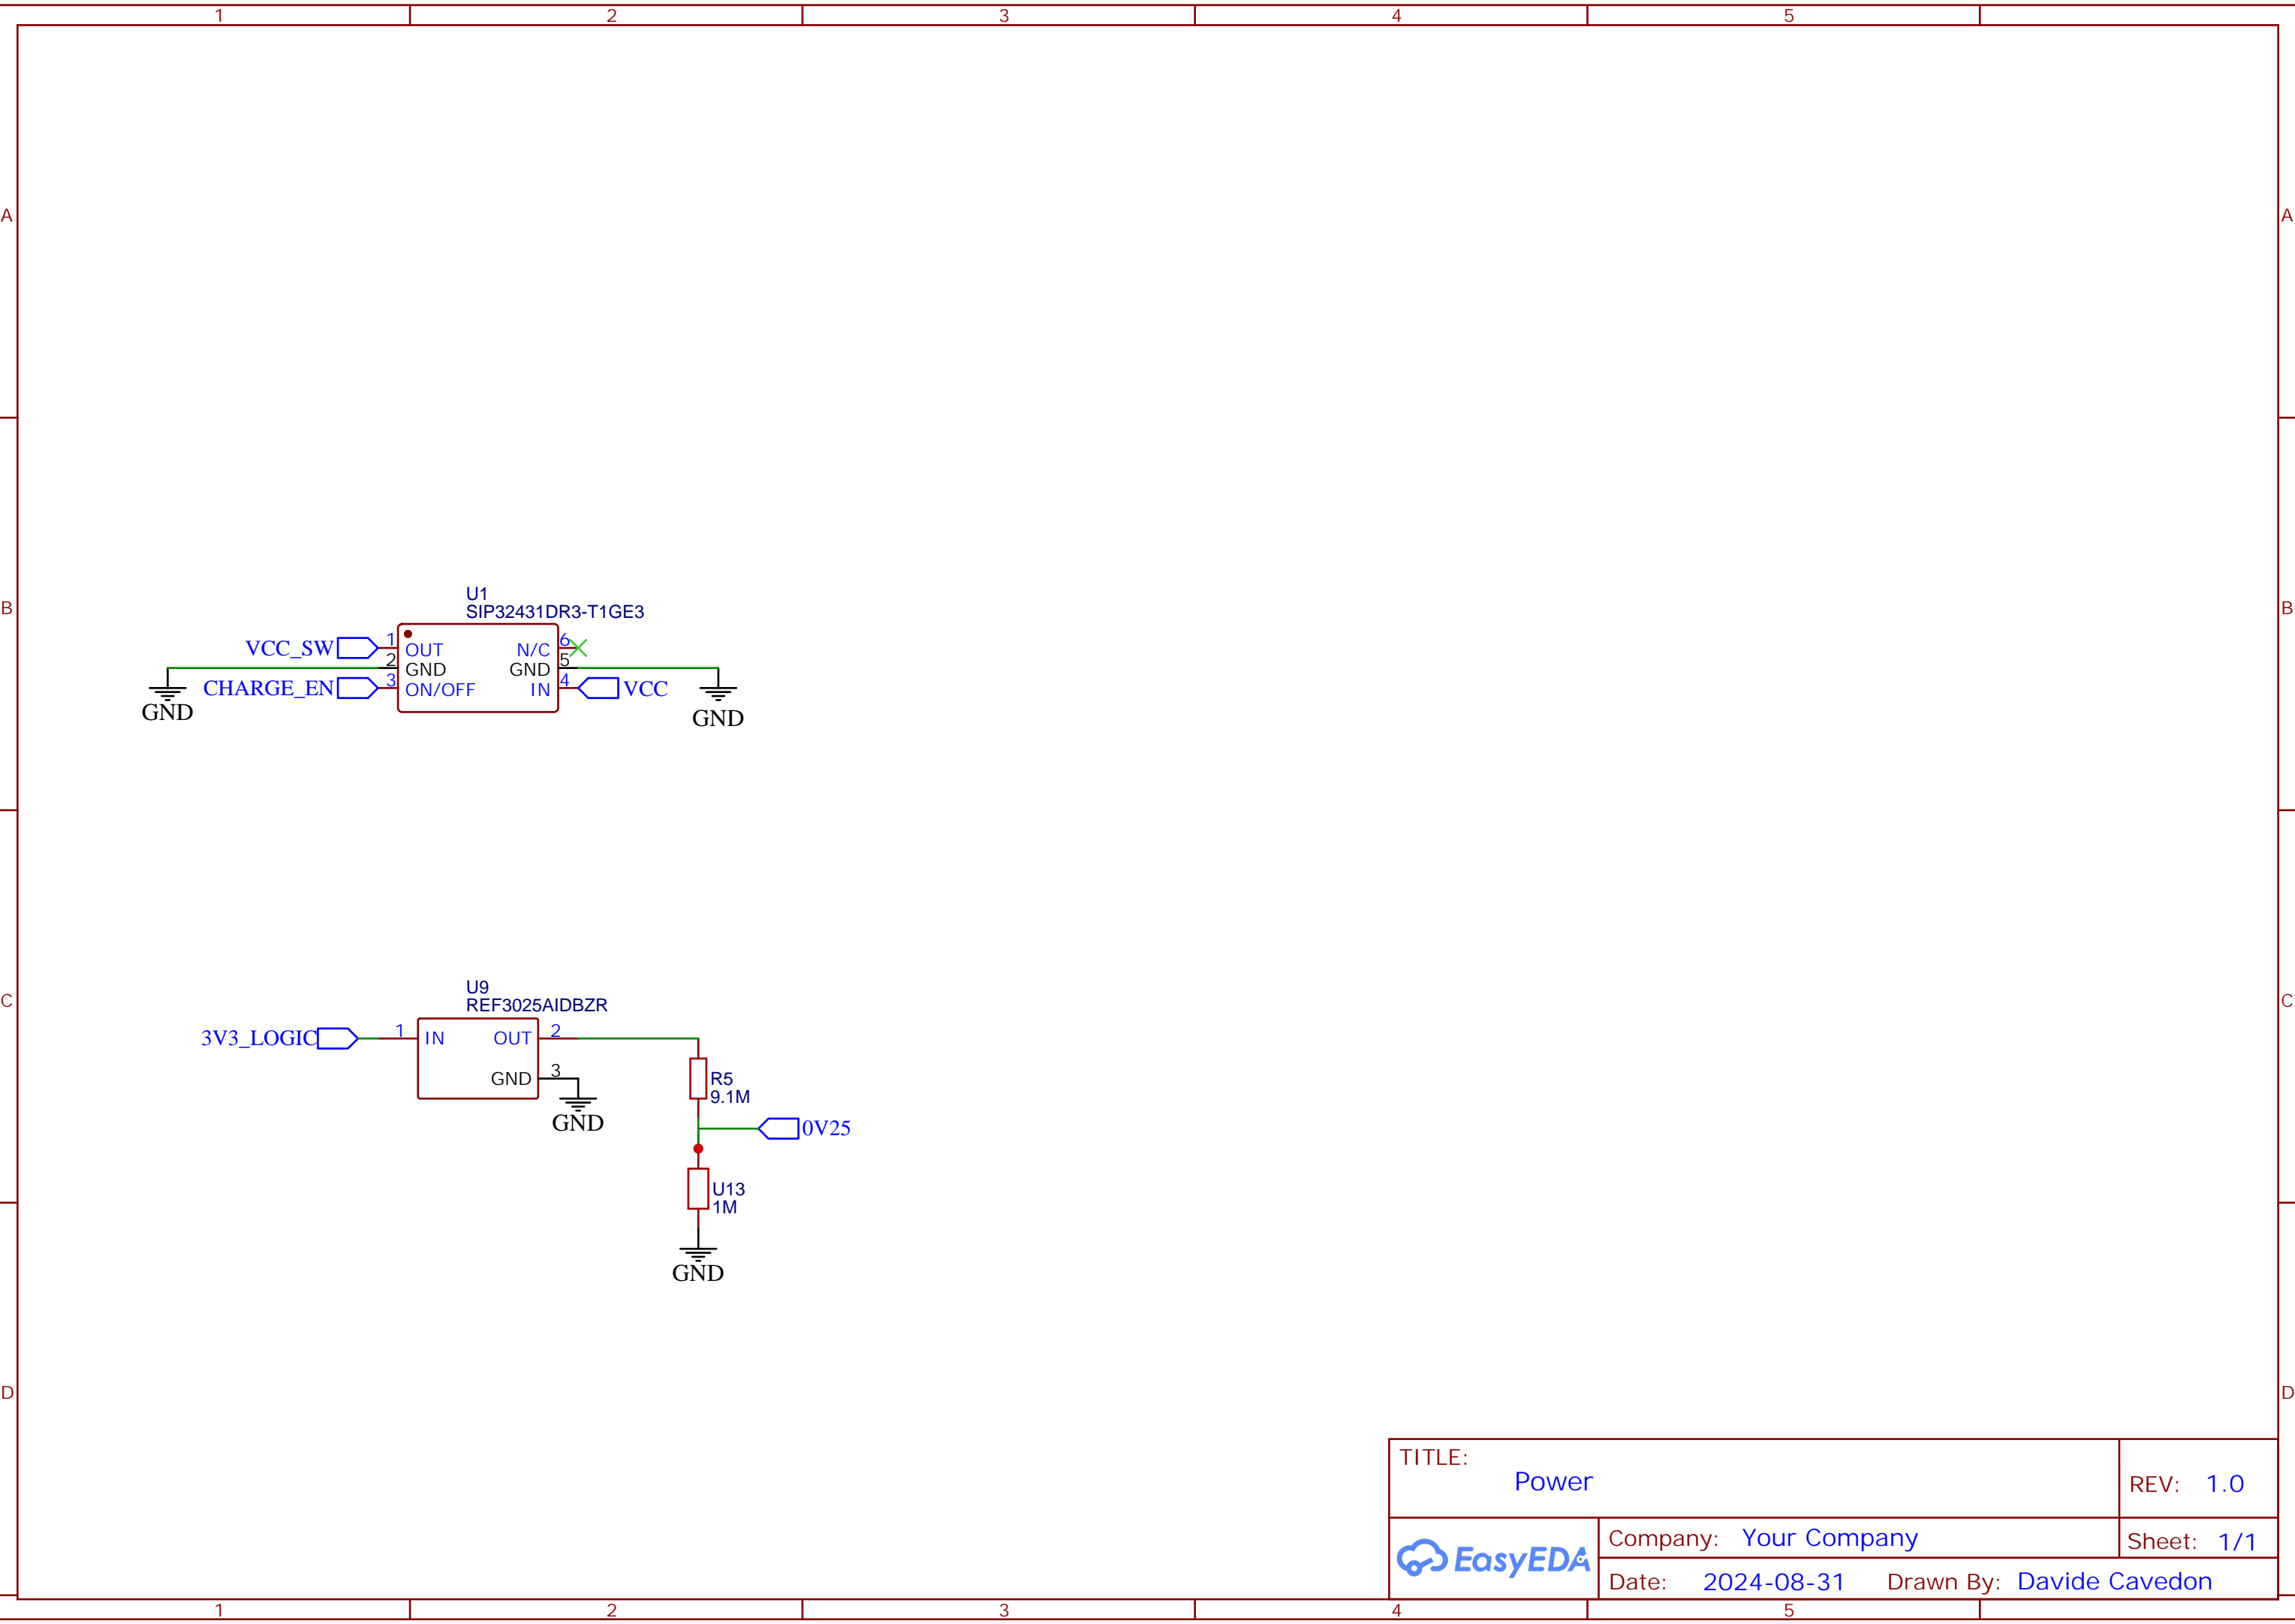 1 2 3 4 5
A A
B B
U1
SIP32431DR3-T1GE3
VCC_SW 1 OUT N/C 6
2 GND GND 5
CHARGE_EN 3 ON/OFF IN 4 VCC
GND GND
C C
U9
REF3025AIDBZR
3V3_LOGIC 1 IN OUT 2
GND 3
GND
R5
9.1M
0V25
U13
1M
GND
D D
TITLE:
Power
REV: 1.0
EasyEDA
Company: Your Company
Sheet: 1/1
Date: 2024-08-31 Drawn By: Davide Cavedon
1 2 3 4 5